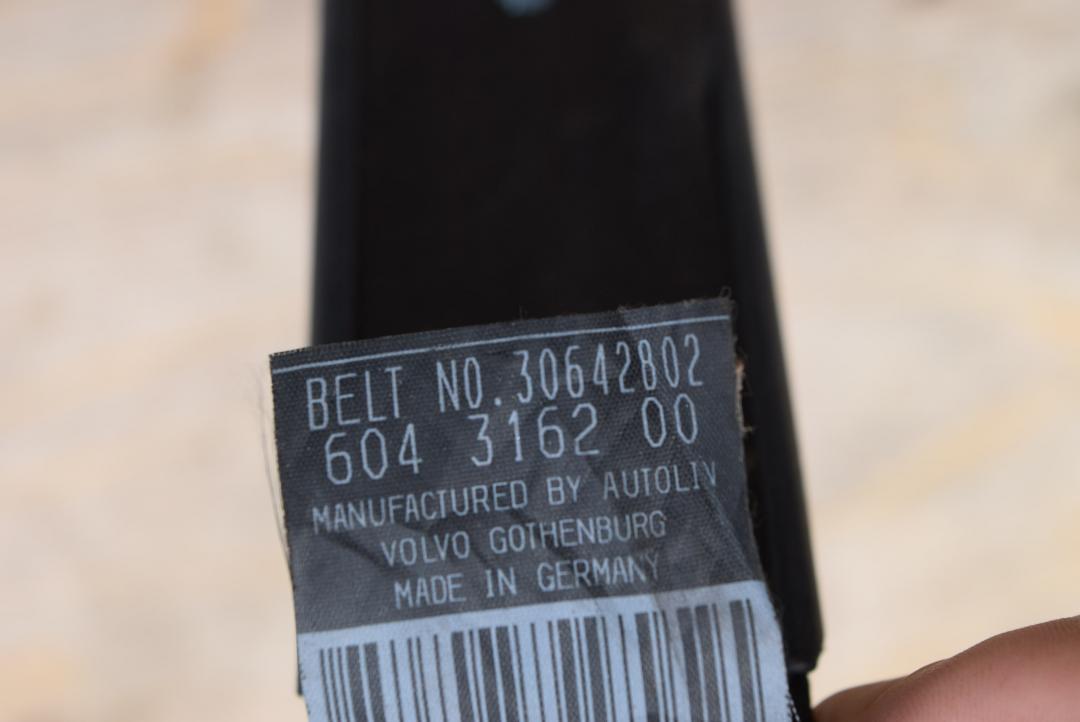 BELT NO.30642802
604 3162 00
MANUFACTURED BY AUTOLIV
VOLVO GOTHENBURG
MADE IN GERMANY